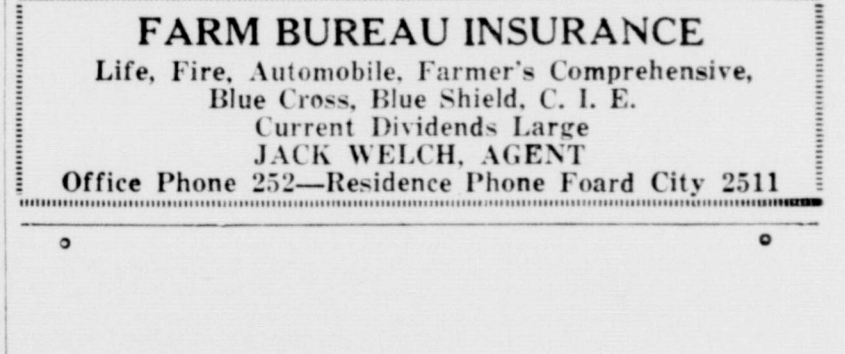 FARM BUREAU INSURANCE
Life, Fire, Automobile, Farmer's Comprehensive,
Blue Cross, Blue Shield, C. I. E.
Current Dividends Large
JACK WELCH, AGENT
Office Phone 252—Residence Phone Foard City 2511